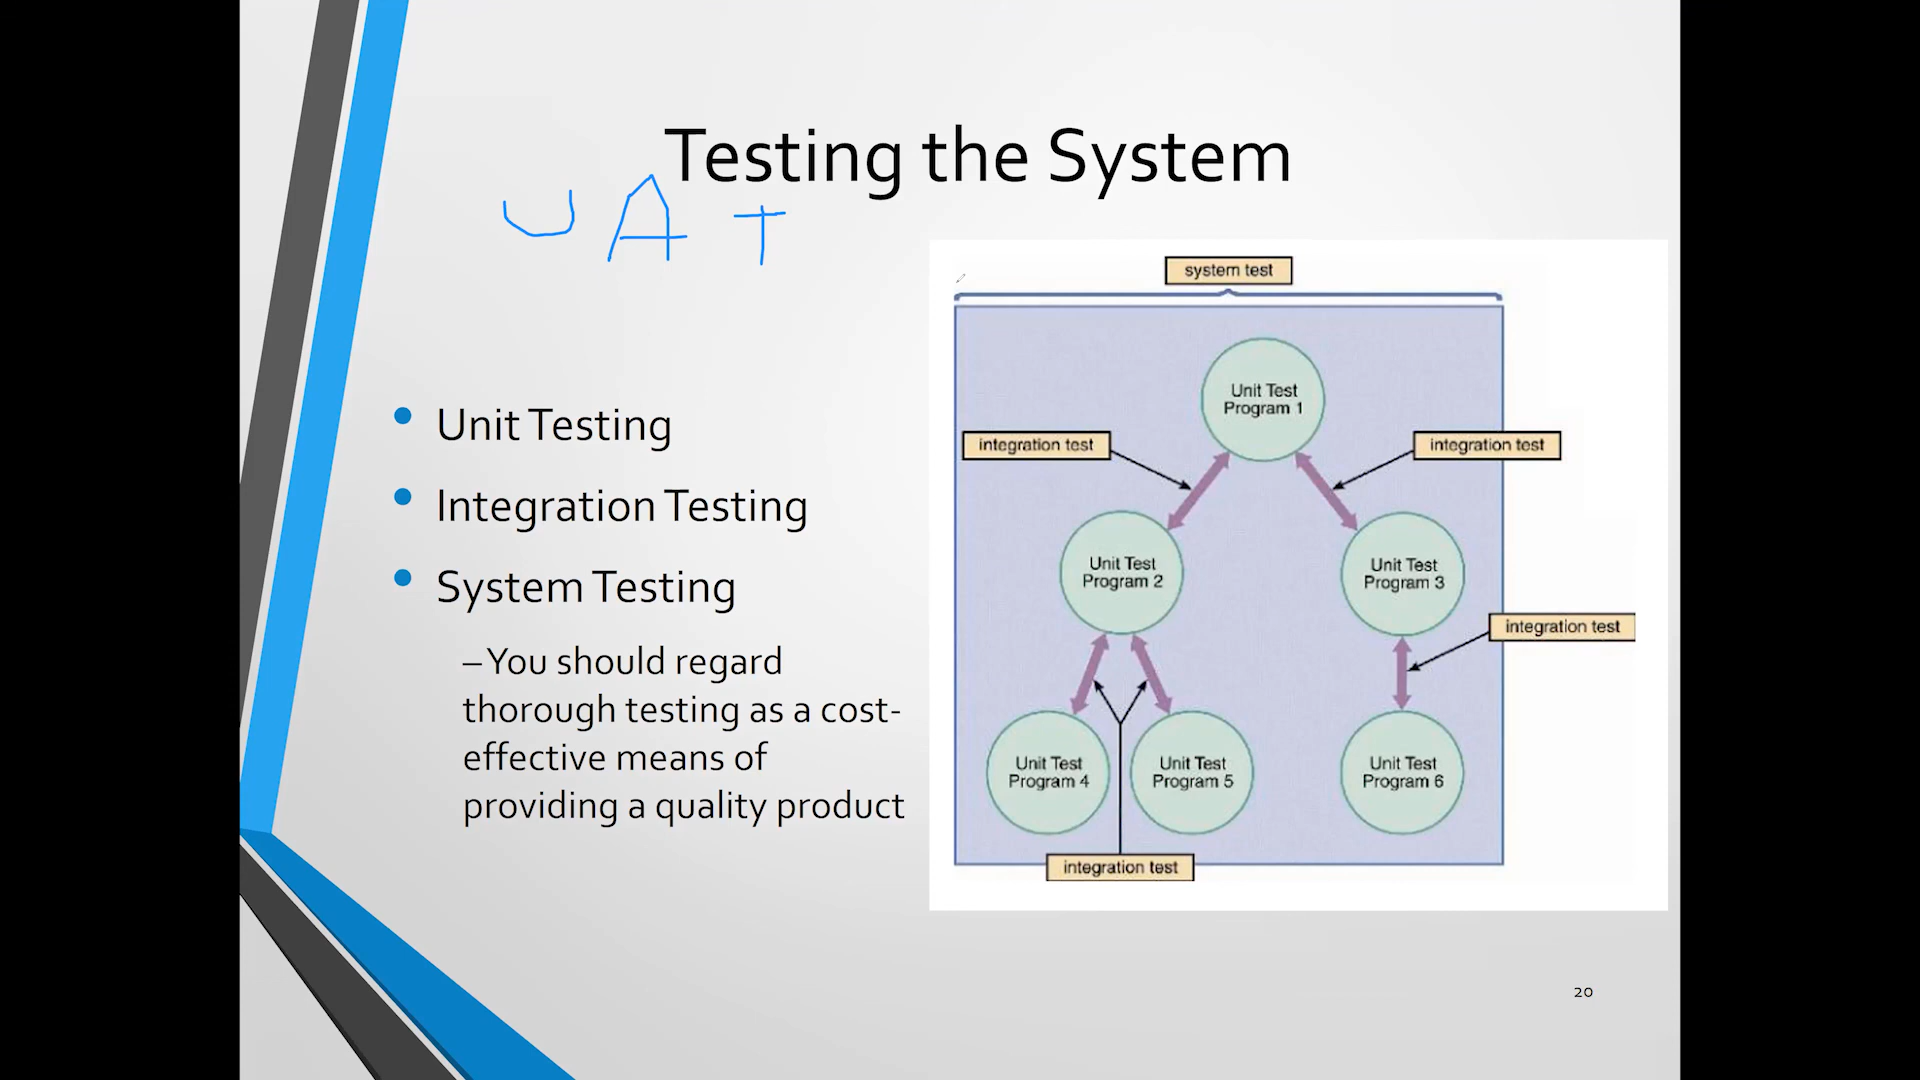 Testing the System
U A T
• Unit Testing
• Integration Testing
• System Testing
– You should regard
thorough testing as a cost-
effective means of
providing a quality product
system test
Unit Test
Program 1
integration test
integration test
Unit Test
Program 2
Unit Test
Program 3
integration test
Unit Test
Program 4
Unit Test
Program 5
Unit Test
Program 6
integration test
20